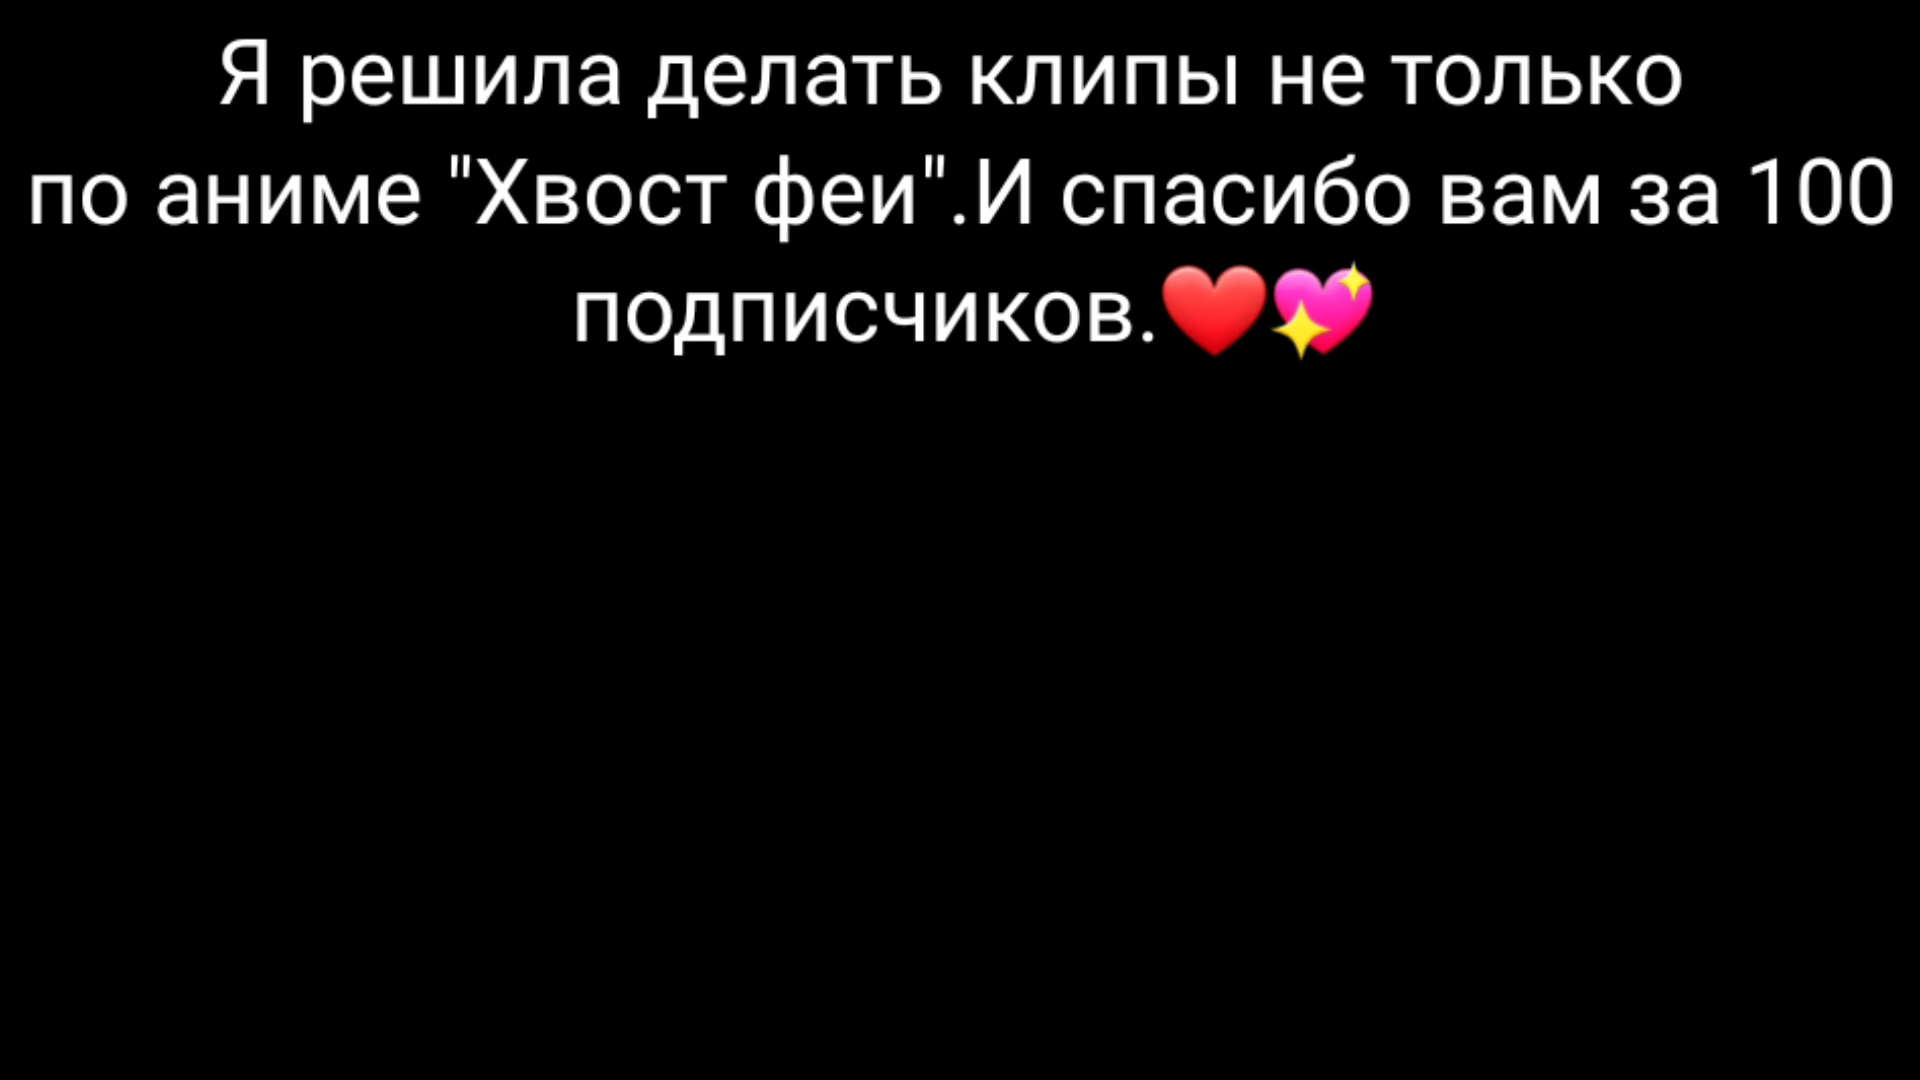 Я решила делать клипы не только
по аниме "Хвост феи".И спасибо вам за 100
подписчиков.❤️💖